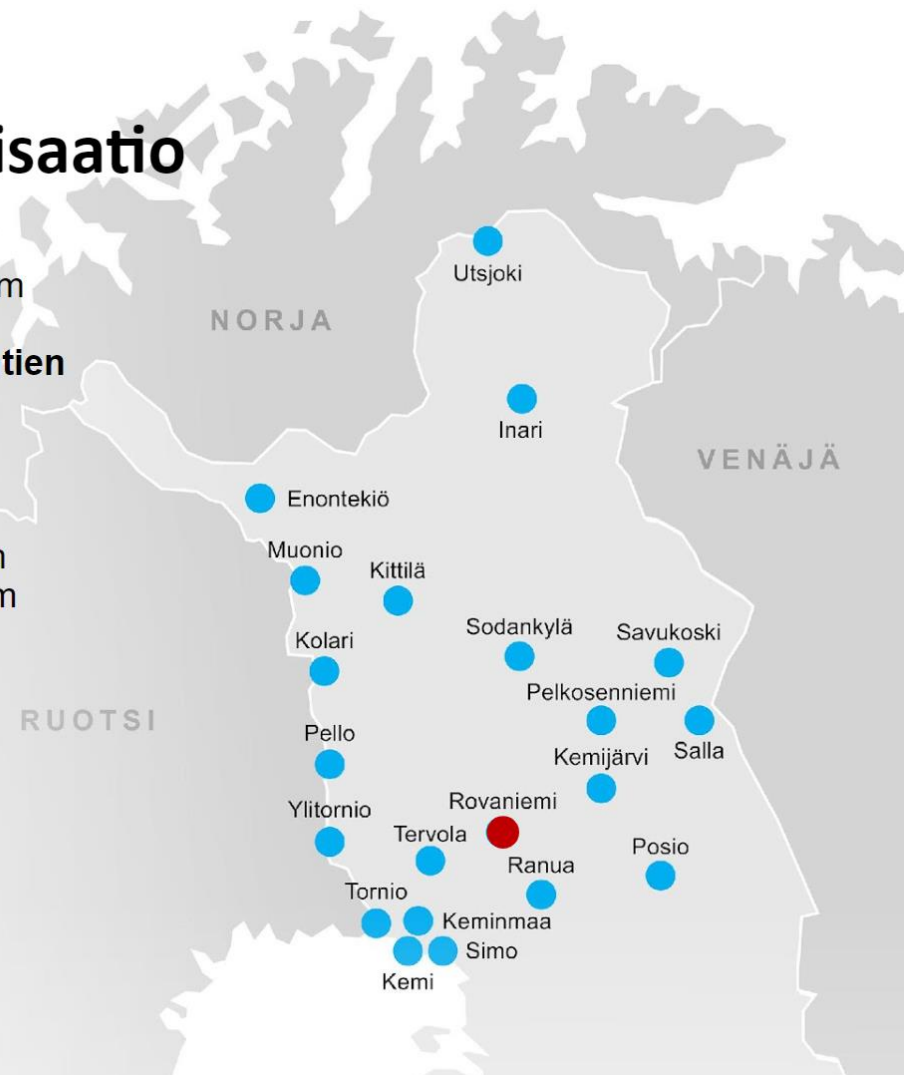 isaatio
m
tien
m
Utsjoki
NORJA
Inari
VENÄJÄ
Enontekiö
Muonio
Kittilä
Sodankylä
Savukoski
Kolari
Pelkosenniemi
RUOTSI
Pello
Salla
Kemijärvi
Rovaniemi
Ylitornio
Tervola
Posio
Ranua
Tornio
Keminmaa
Simo
Kemi